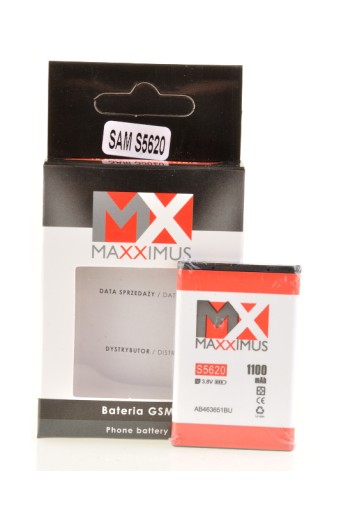 SAM S5620
MX
MAXXIMUS
DATA SPRZEDAŻY / DAT
DYSTRYBUTOR / DISTR
Bateria GSM
Phone battery
MX
MAXXIMUS
S5620
1100
mAh
AB463651BU